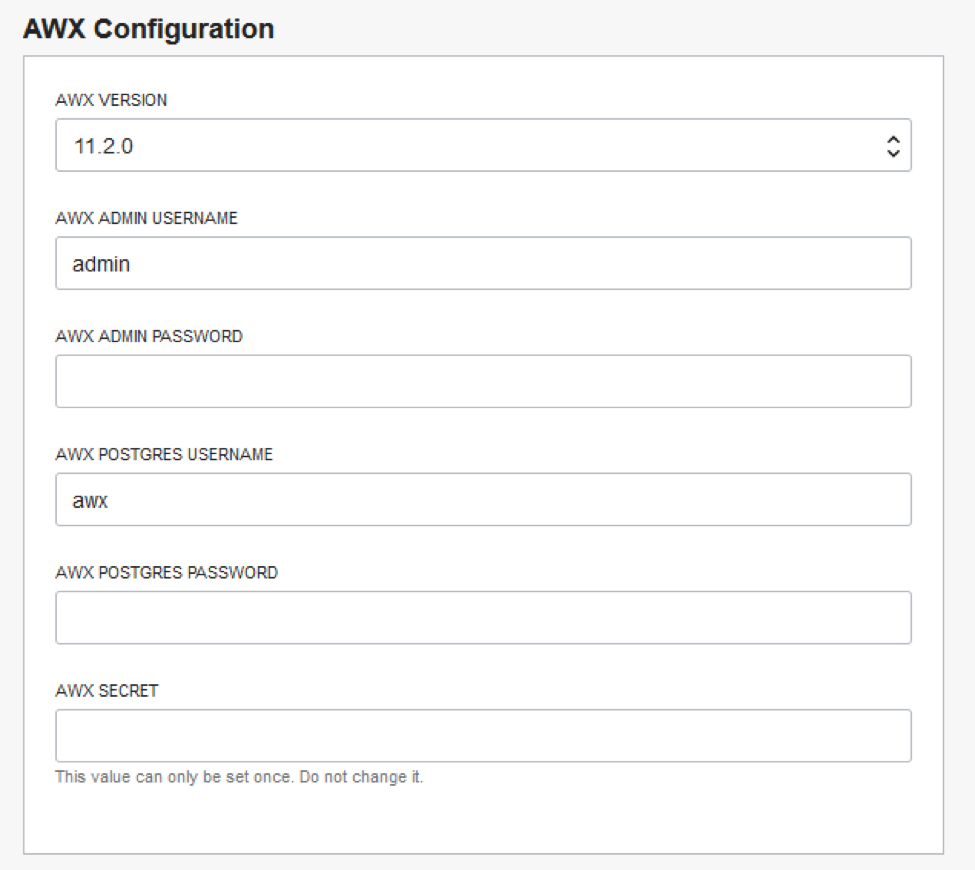 AWX Configuration
AWX VERSION
11.2.0
AWX ADMIN USERNAME
admin
AWX ADMIN PASSWORD
AWX POSTGRES USERNAME
awx
AWX POSTGRES PASSWORD
AWX SECRET
This value can only be set once. Do not change it.